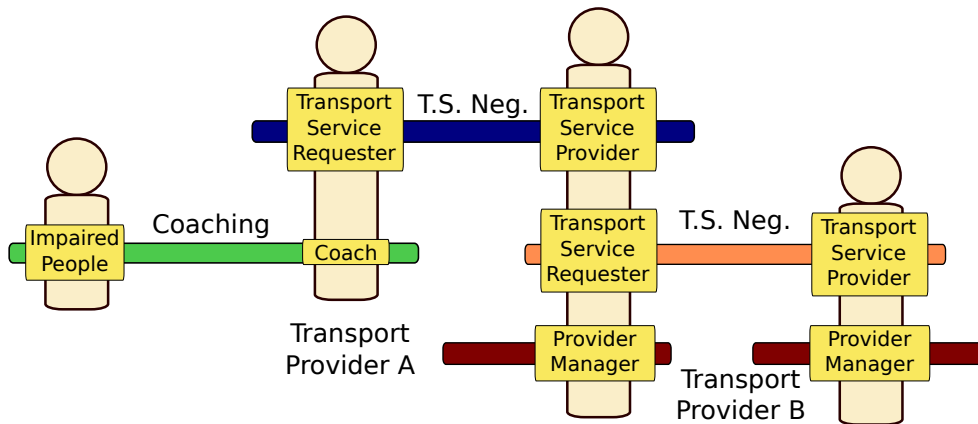 T.S. Neg.
Transport
Service
Requester
Transport
Service
Provider
Coaching
T.S. Neg.
Impaired
People
Coach
Transport
Service
Requester
Transport
Service
Provider
Transport
Provider A
Provider
Manager
Provider
Manager
Transport
Provider B